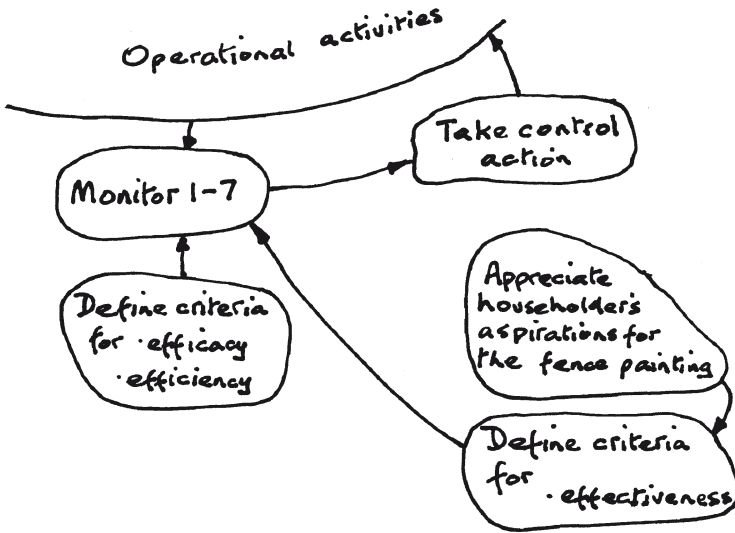 Operational activities
Take control
action
Monitor 1-7
Define criteria
for · efficacy
· efficiency
Appreciate
householder's
aspirations for
the fence painting
Define criteria
for
· effectiveness